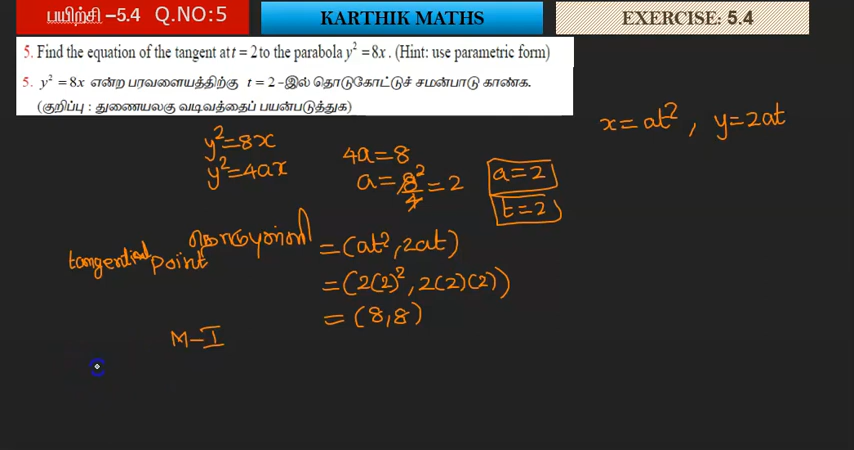 பயிற்சி –5.4 Q.NO:5
KARTHIK MATHS
EXERCISE: 5.4
5. Find the equation of the tangent at t = 2 to the parabola y² = 8x. (Hint: use parametric form)
5. y² = 8x என்ற பரவளையத்திற்கு t = 2 -இல் தொடுகோட்டுச் சமன்பாடு காண்க.
(குறிப்பு : துணையலகு வடிவத்தைப் பயன்படுத்துக)
x = at², y = 2at
y² = 8x
y² = 4ax
4a = 8
a = 8/4 2 = 2
a = 2
t = 2
tangential point
= (at², 2at)
= (2(2)², 2(2)(2))
= (8,8)
M-I